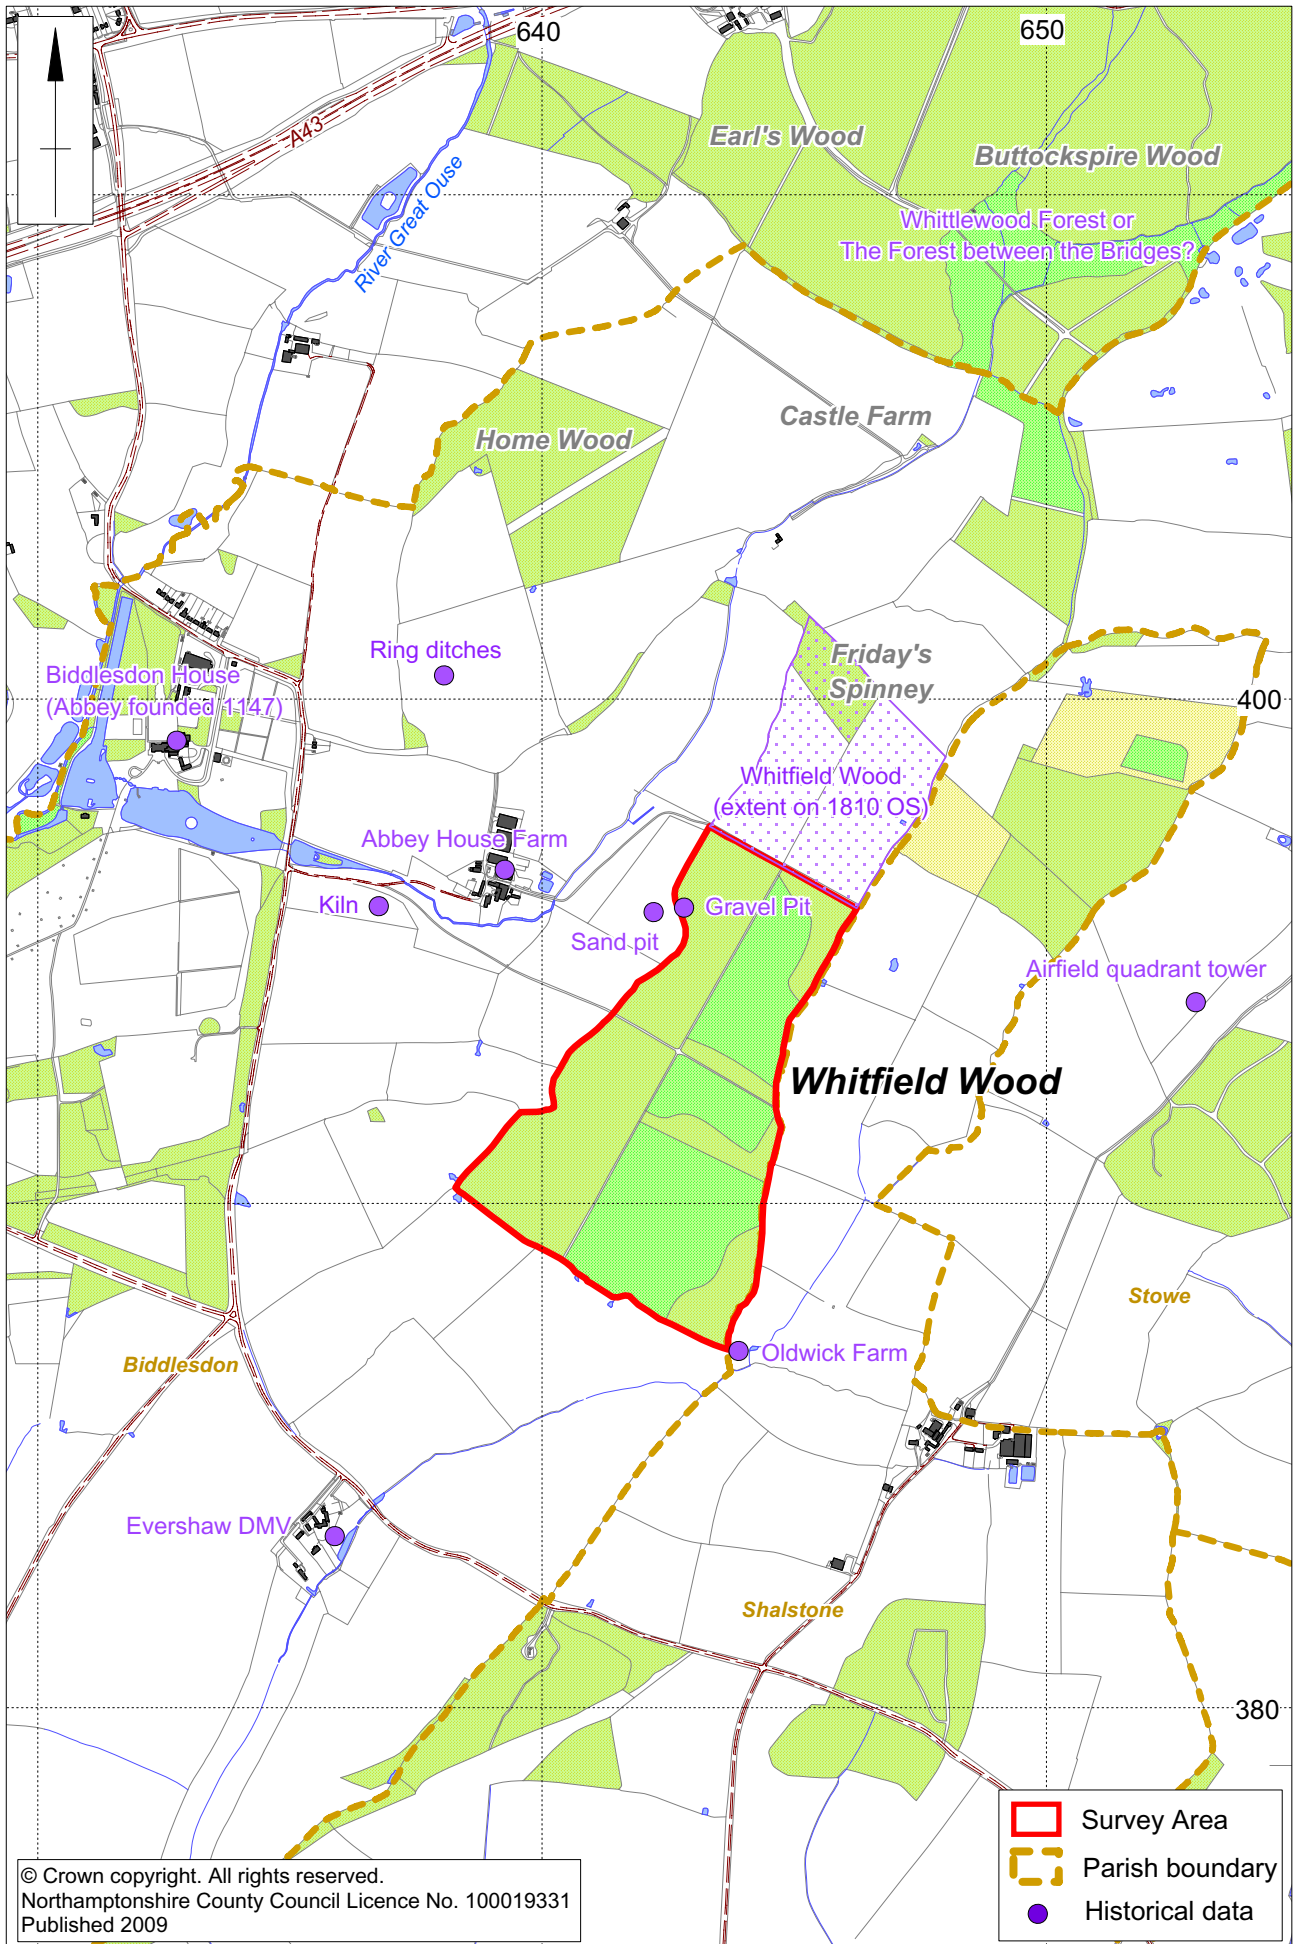 640
650
A43
Earl's Wood
Buttockspire Wood
River Great Ouse
Whittlewood Forest or
The Forest between the Bridges?
Castle Farm
Home Wood
Ring ditches
Friday's
Spinney
Biddlesdon House
(Abbey founded 1147)
400
Whitfield Wood
(extent on 1810 OS)
Abbey House Farm
Kiln
Gravel Pit
Sand pit
Airfield quadrant tower
Whitfield Wood
Stowe
Biddlesdon
Oldwick Farm
Evershaw DMV
Shalstone
380
Survey Area
Parish boundary
Historical data
© Crown copyright. All rights reserved.
Northamptonshire County Council Licence No. 100019331
Published 2009